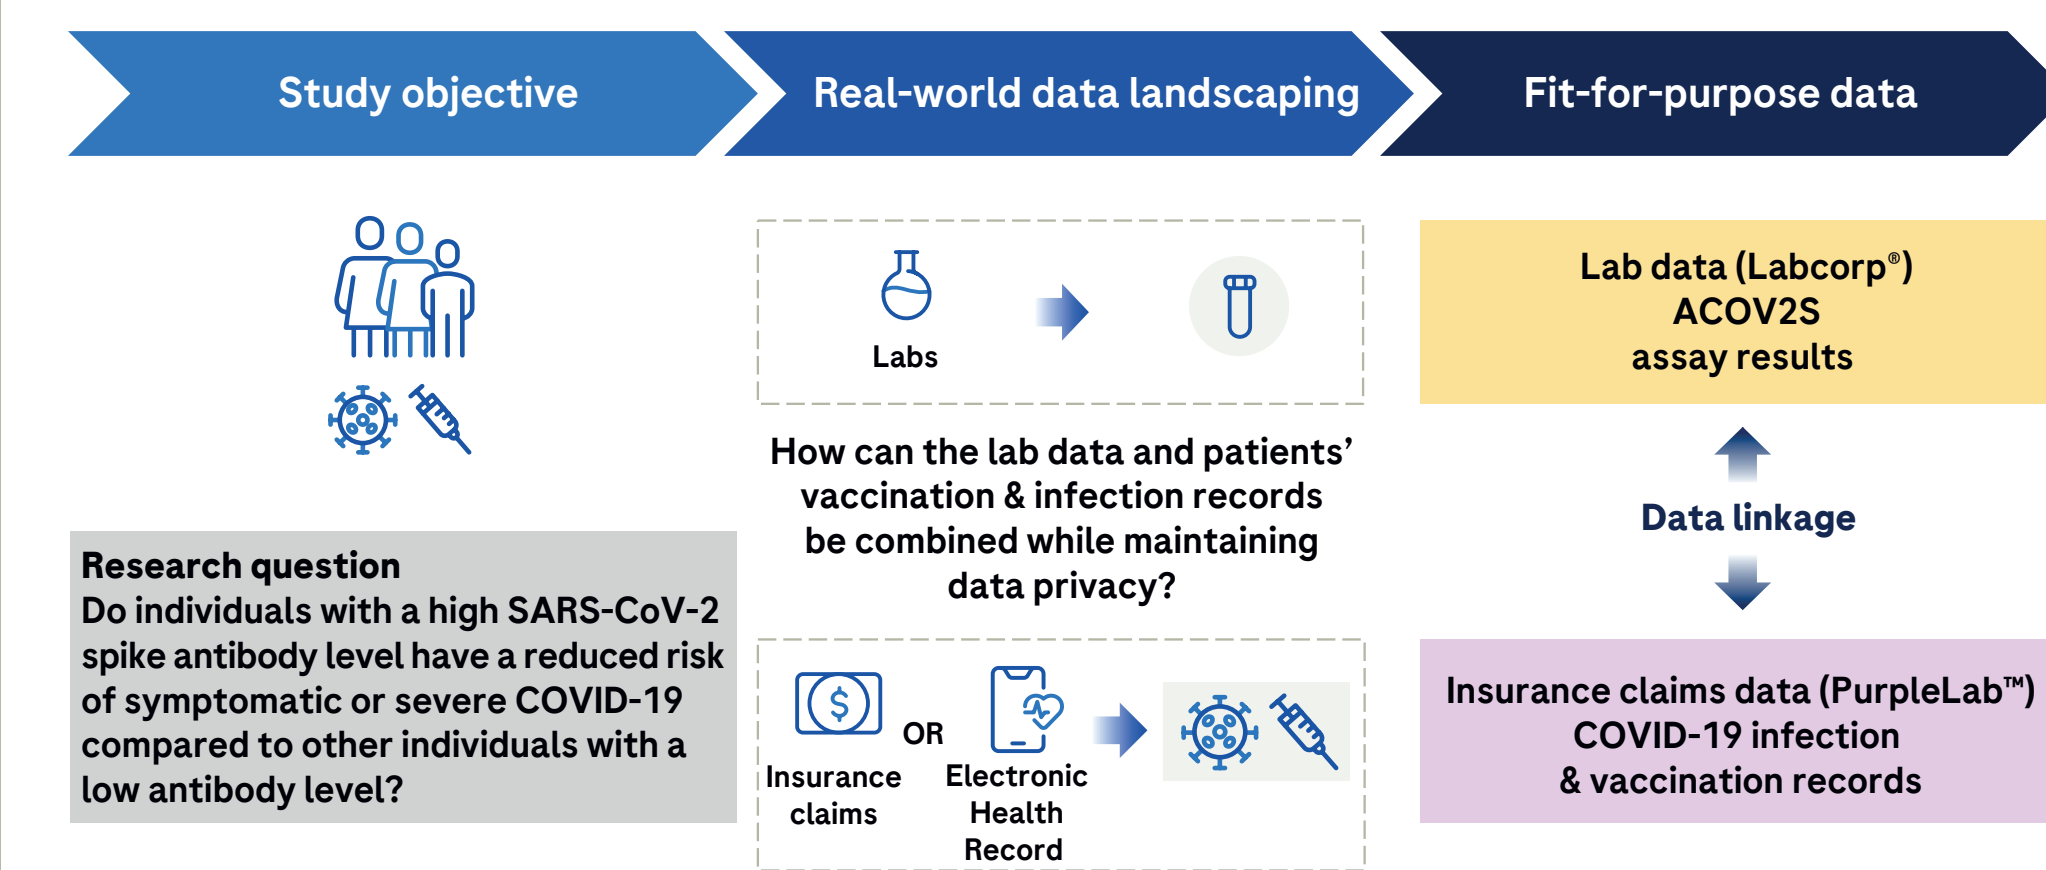 Study objective
Real-world data landscaping
Fit-for-purpose data
Research question
Do individuals with a high SARS-CoV-2
spike antibody level have a reduced risk
of symptomatic or severe COVID-19
compared to other individuals with a
low antibody level?
Labs
How can the lab data and patients’
vaccination & infection records
be combined while maintaining
data privacy?
$
Insurance
claims
OR
Electronic
Health
Record
Lab data (Labcorp®)
ACOV2S
assay results
Data linkage
Insurance claims data (PurpleLab™)
COVID-19 infection
& vaccination records